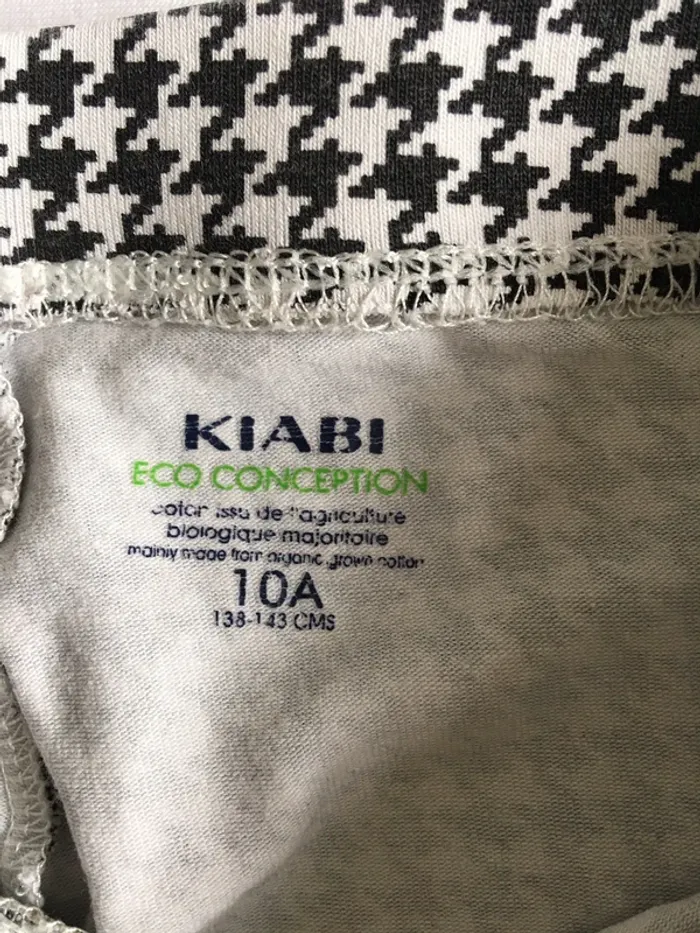 KIABI
ECO CONCEPTION
coton issu de l'agriculture
biologique majoritaire
mainly made from organic grown cotton
10A
138-143 CMS